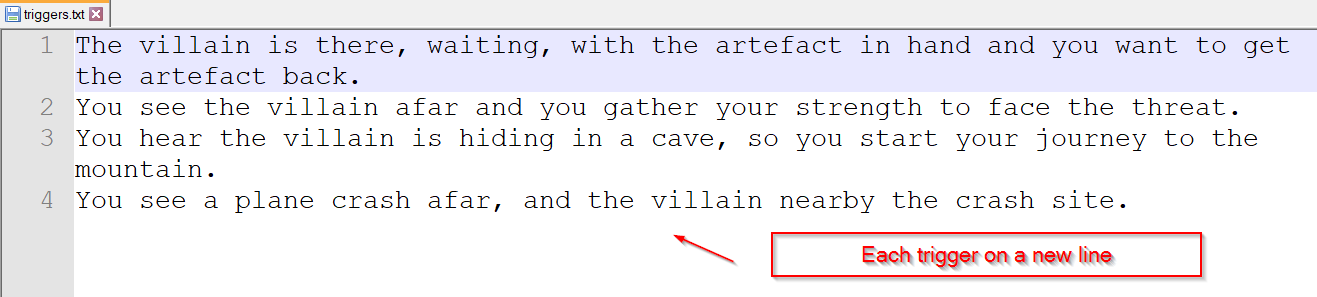 triggers.txt
1 The villain is there, waiting, with the artefact in hand and you want to get
the artefact back.
2 You see the villain afar and you gather your strength to face the threat.
3 You hear the villain is hiding in a cave, so you start your journey to the
mountain.
4 You see a plane crash afar, and the villain nearby the crash site.
Each trigger on a new line